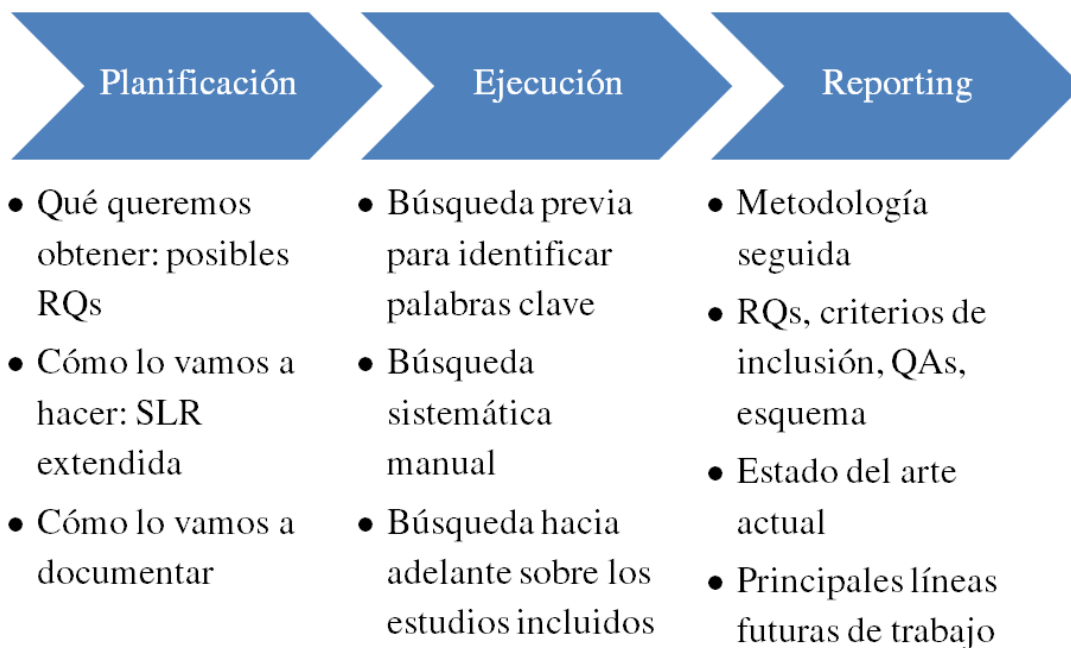 Planificación
Ejecución
Reporting
• Qué queremos
obtener: posibles
RQs
• Cómo lo vamos a
hacer: SLR
extendida
• Cómo lo vamos a
documentar
• Búsqueda previa
para identificar
palabras clave
• Búsqueda
sistemática
manual
• Búsqueda hacia
adelante sobre los
estudios incluidos
• Metodología
seguida
• RQs, criterios de
inclusión, QAs,
esquema
• Estado del arte
actual
• Principales líneas
futuras de trabajo